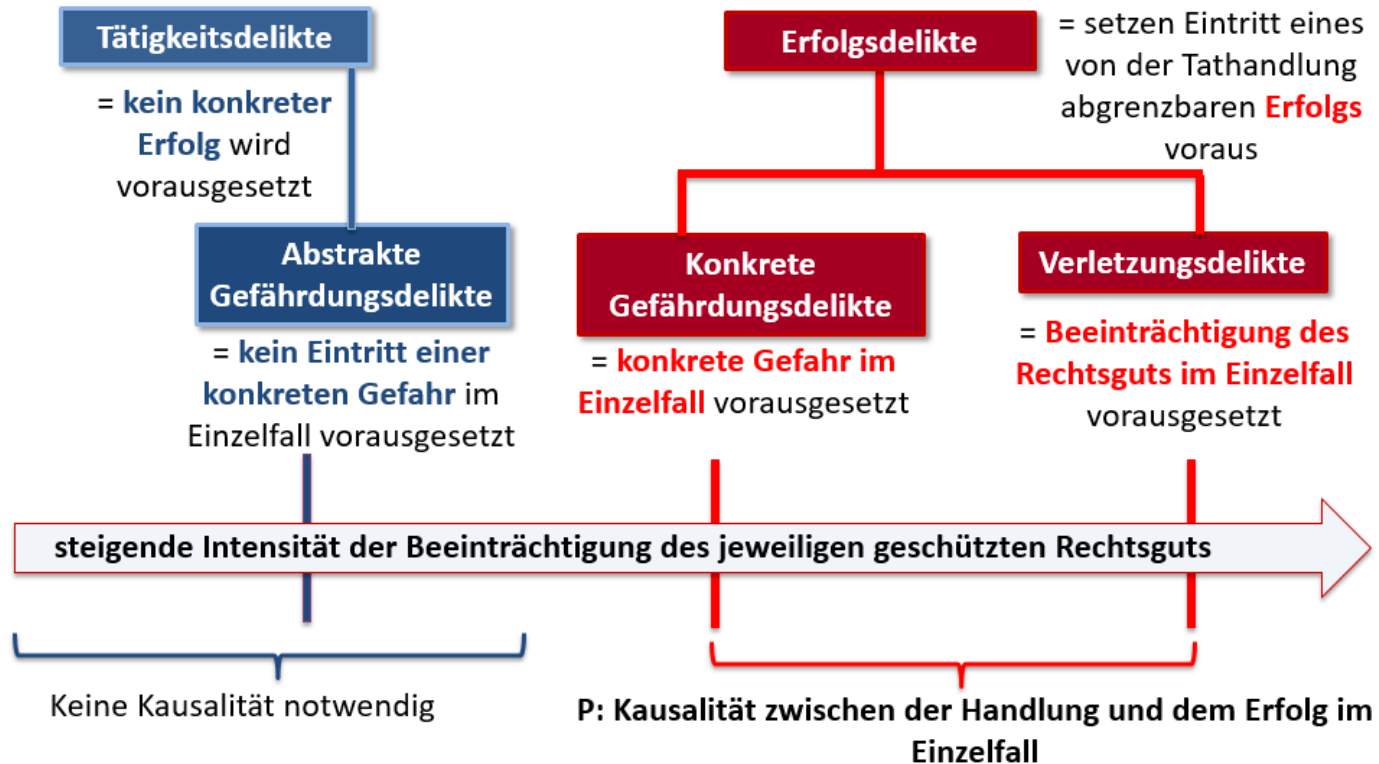 Tätigkeitsdelikte
= kein konkreter
Erfolg wird
vorausgesetzt
Abstrakte
Gefährdungsdelikte
= kein Eintritt einer
konkreten Gefahr im
Einzelfall vorausgesetzt
Erfolgsdelikte
= setzen Eintritt eines
von der Tathandlung
abgrenzbaren Erfolgs
voraus
Konkrete
Gefährdungsdelikte
= konkrete Gefahr im
Einzelfall vorausgesetzt
Verletzungsdelikte
= Beeinträchtigung des
Rechtsguts im Einzelfall
vorausgesetzt
steigende Intensität der Beeinträchtigung des jeweiligen geschützten Rechtsguts
Keine Kausalität notwendig
P: Kausalität zwischen der Handlung und dem Erfolg im
Einzelfall